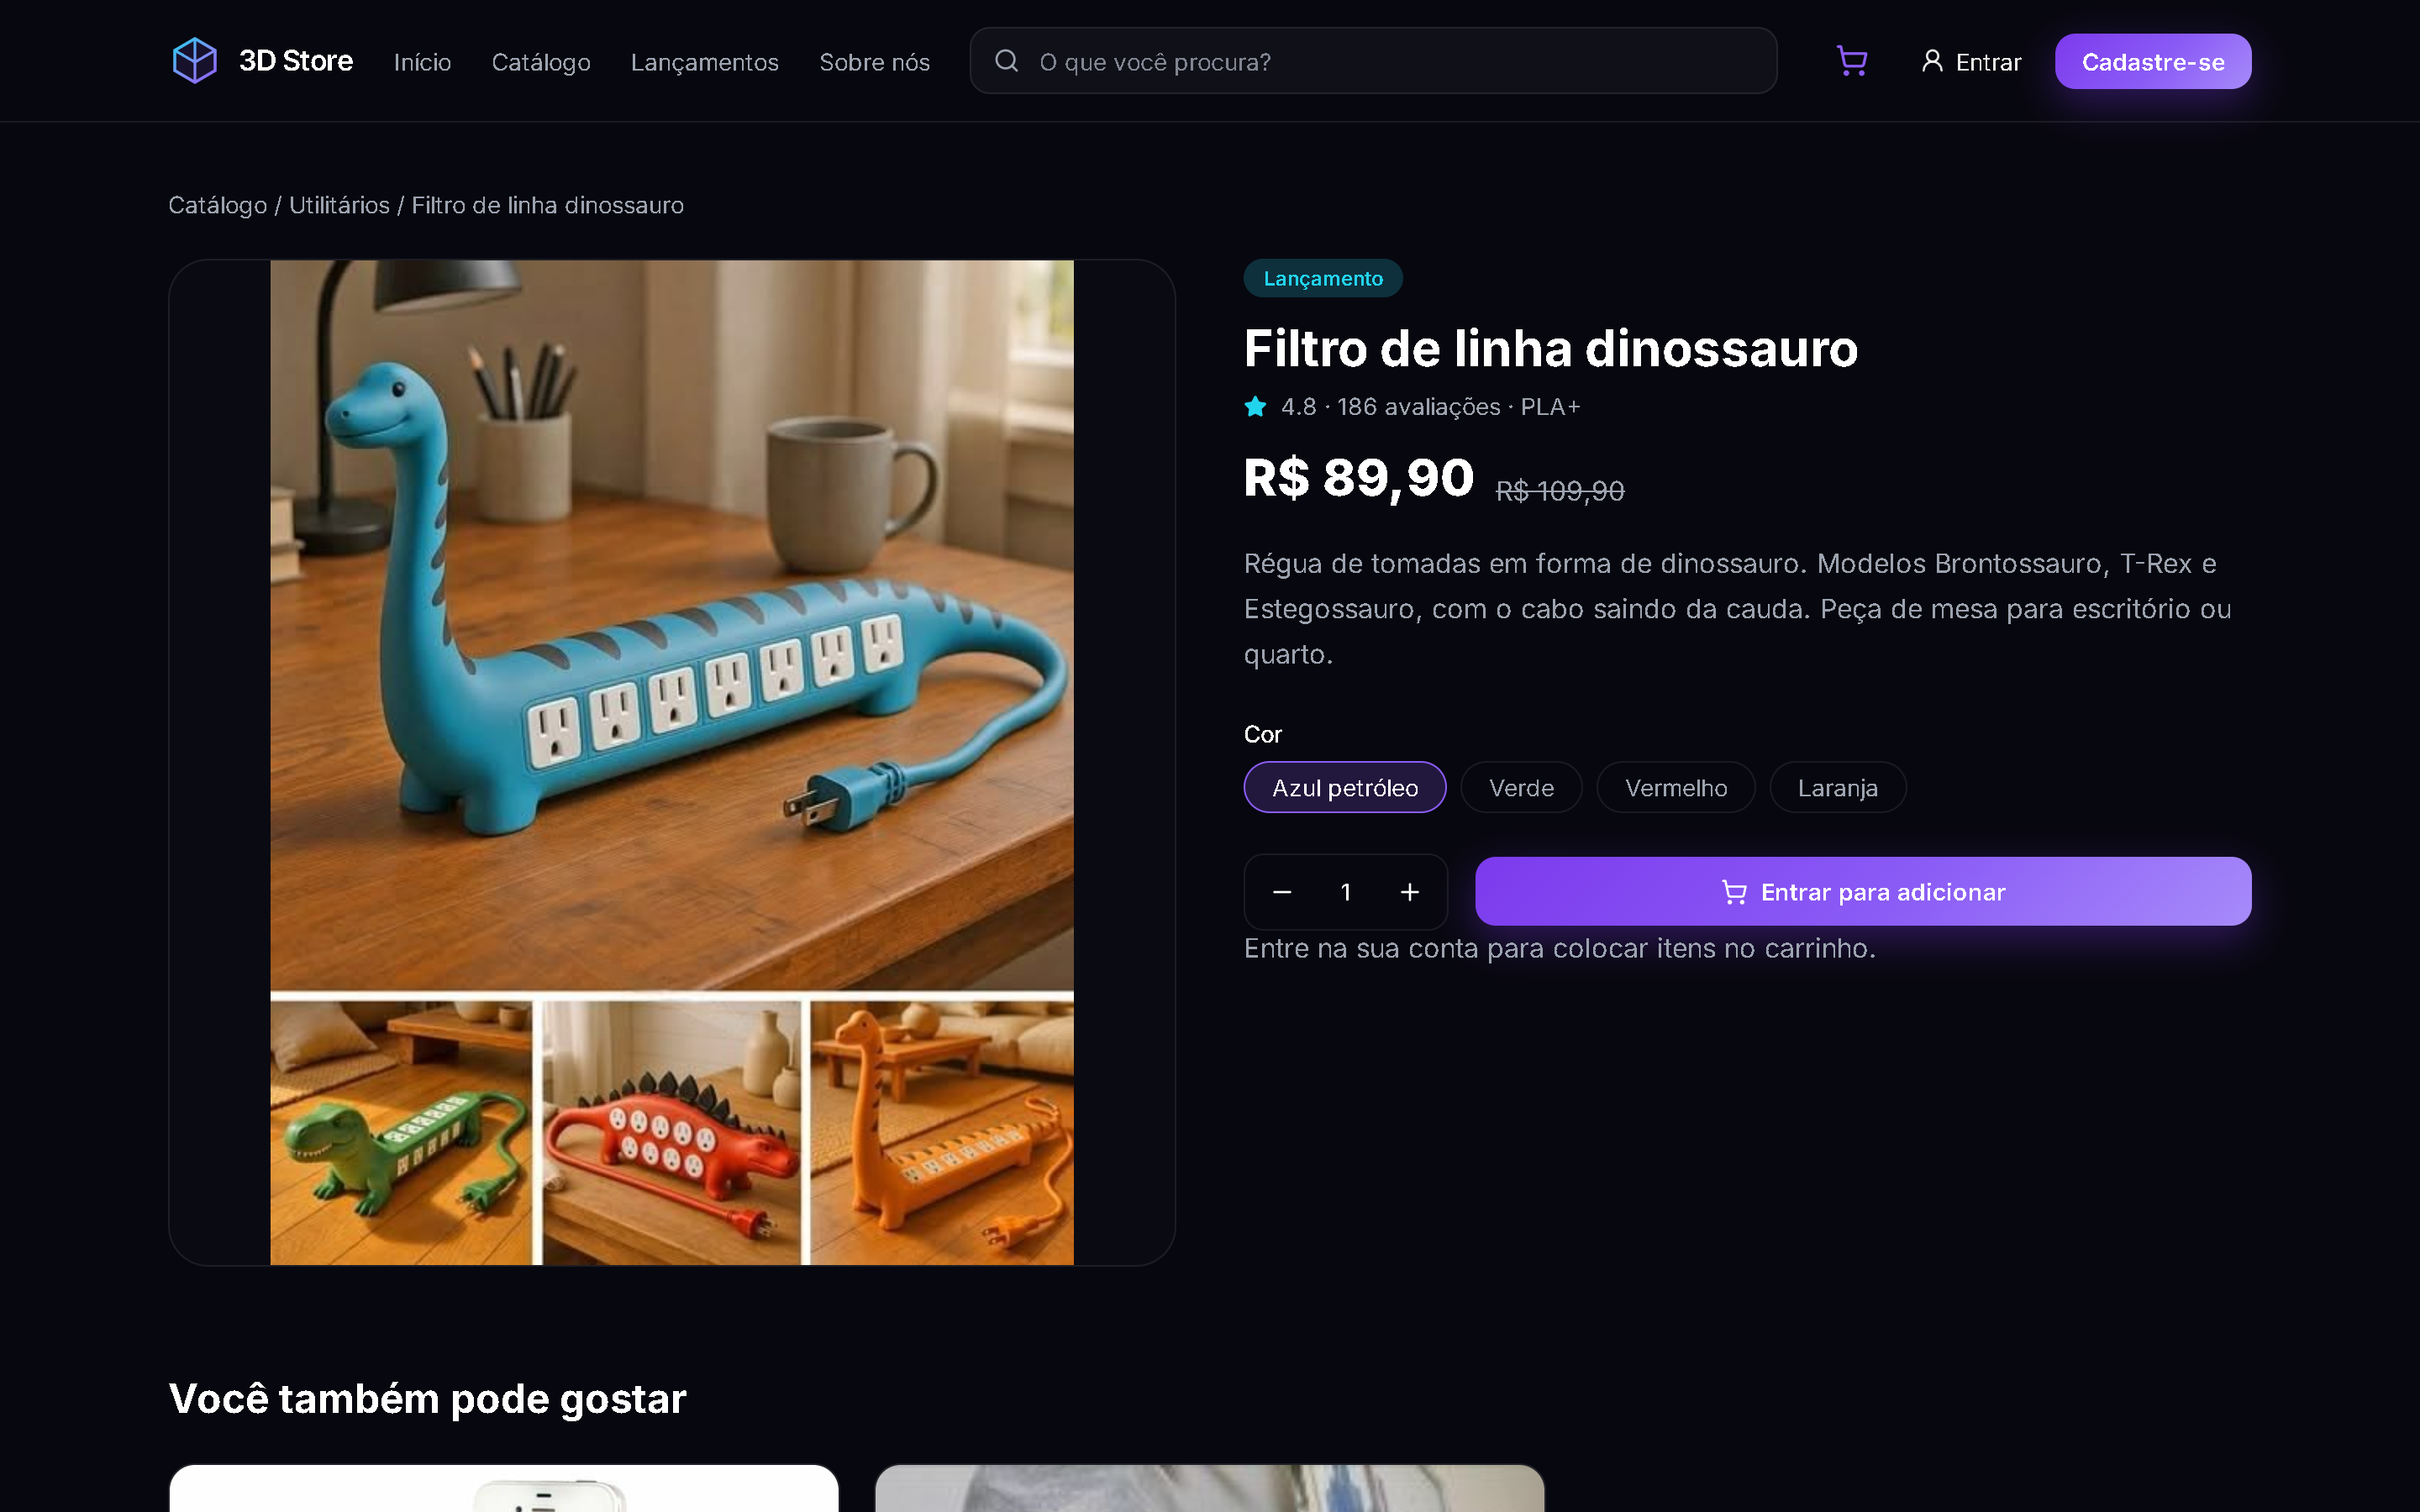 3D Store
Início
Catálogo
Lançamentos
Sobre nós
O que você procura?
Entrar
Cadastre-se
Catálogo / Utilitários / Filtro de linha dinossauro
Lançamento
Filtro de linha dinossauro
4.8 · 186 avaliações · PLA+
R$ 89,90 R$ 109,90
Régua de tomadas em forma de dinossauro. Modelos Brontossauro, T-Rex e
Estegossauro, com o cabo saindo da cauda. Peça de mesa para escritório ou
quarto.
Cor
Azul petróleo
Verde
Vermelho
Laranja
1
Entrar para adicionar
Entre na sua conta para colocar itens no carrinho.
Você também pode gostar